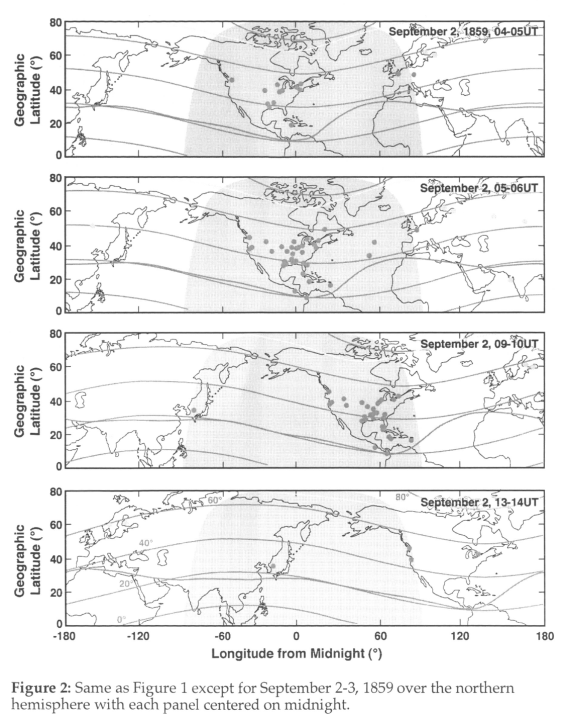 September 2, 1859, 04-05UT
80
60
40
20
0
Geographic
Latitude (°)
September 2, 05-06UT
80
60
40
20
0
Geographic
Latitude (°)
September 2, 09-10UT
80
60
40
20
0
Geographic
Latitude (°)
September 2, 13-14UT
80
60
40
20
0
Geographic
Latitude (°)
60°
80°
40°
20°
0°
-180 -120 -60 0 60 120 180
Longitude from Midnight (°)
Figure 2: Same as Figure 1 except for September 2-3, 1859 over the northern
hemisphere with each panel centered on midnight.